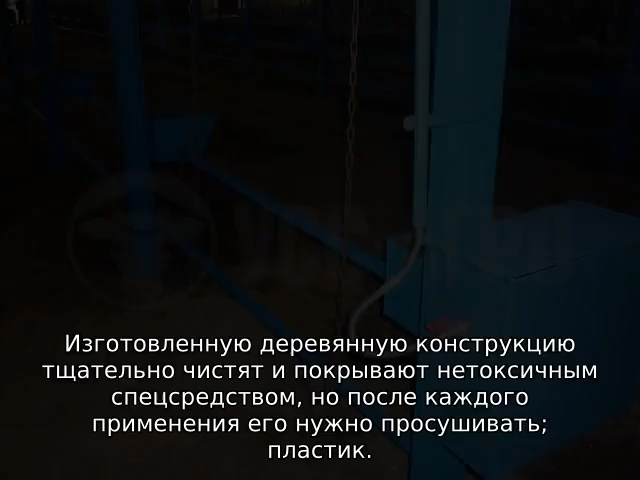 Изготовленную деревянную конструкцию
тщательно чистят и покрывают нетоксичным
спецсредством, но после каждого
применения его нужно просушивать;
пластик.